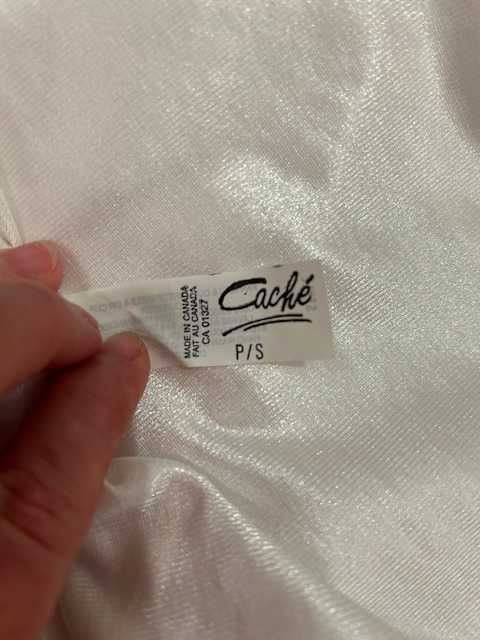 MADE IN CANADA
FAIT AU CANADA
CA 01327
Caché
P/S